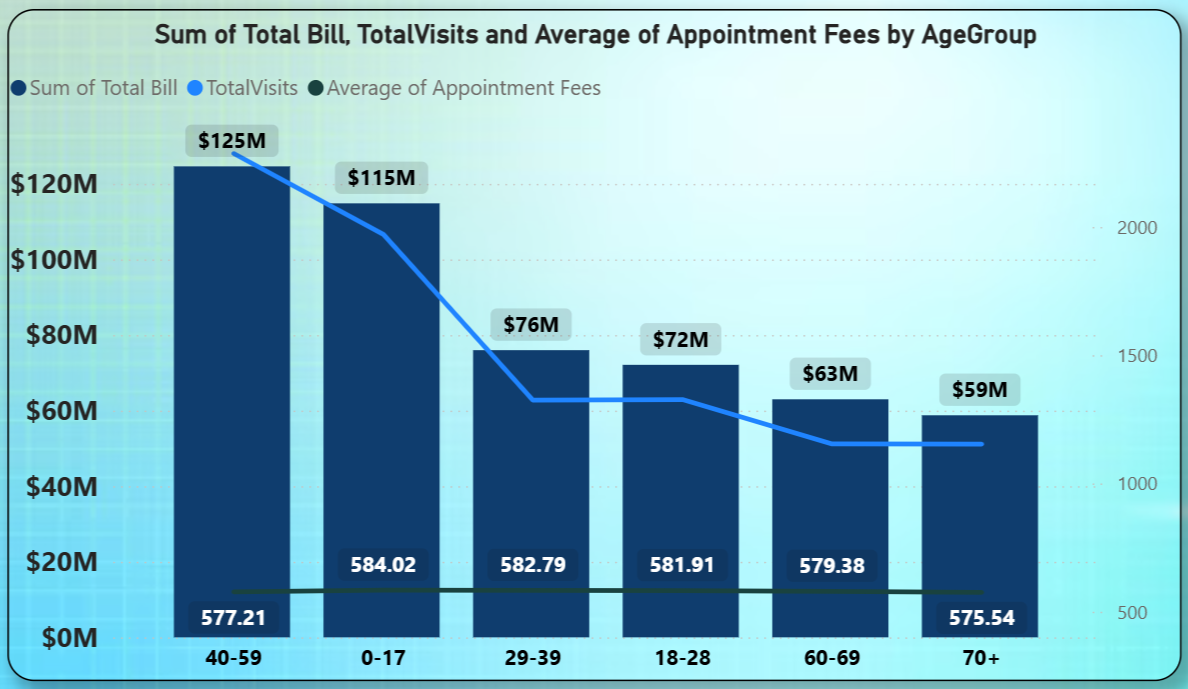 Sum of Total Bill, TotalVisits and Average of Appointment Fees by AgeGroup
Sum of Total Bill TotalVisits Average of Appointment Fees
$125M
$115M
$76M
$72M
$63M
$59M
$120M
$100M
$80M
$60M
$40M
$20M
$0M
2000
1500
1000
500
577.21
584.02
582.79
581.91
579.38
575.54
40-59 0-17 29-39 18-28 60-69 70+